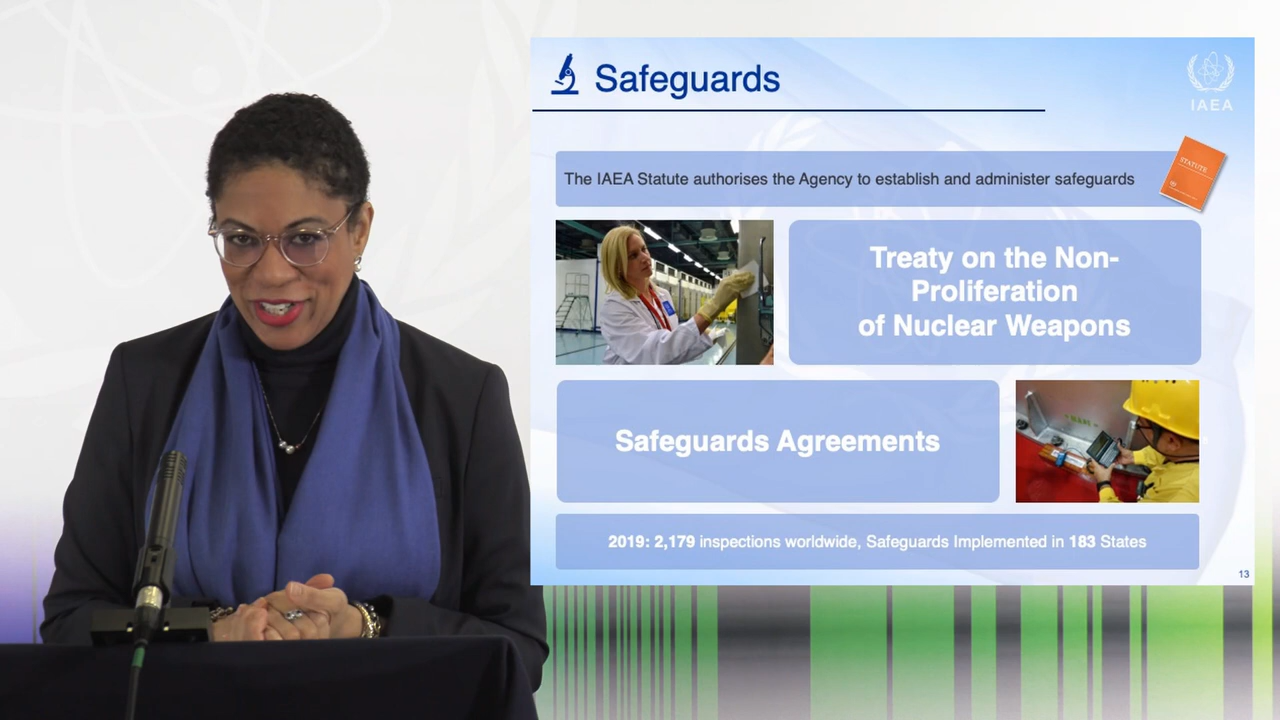 Safeguards
IAEA
The IAEA Statute authorises the Agency to establish and administer safeguards
STATUTE
Treaty on the Non-
Proliferation
of Nuclear Weapons
Safeguards Agreements
2019: 2,179 inspections worldwide, Safeguards Implemented in 183 States
13